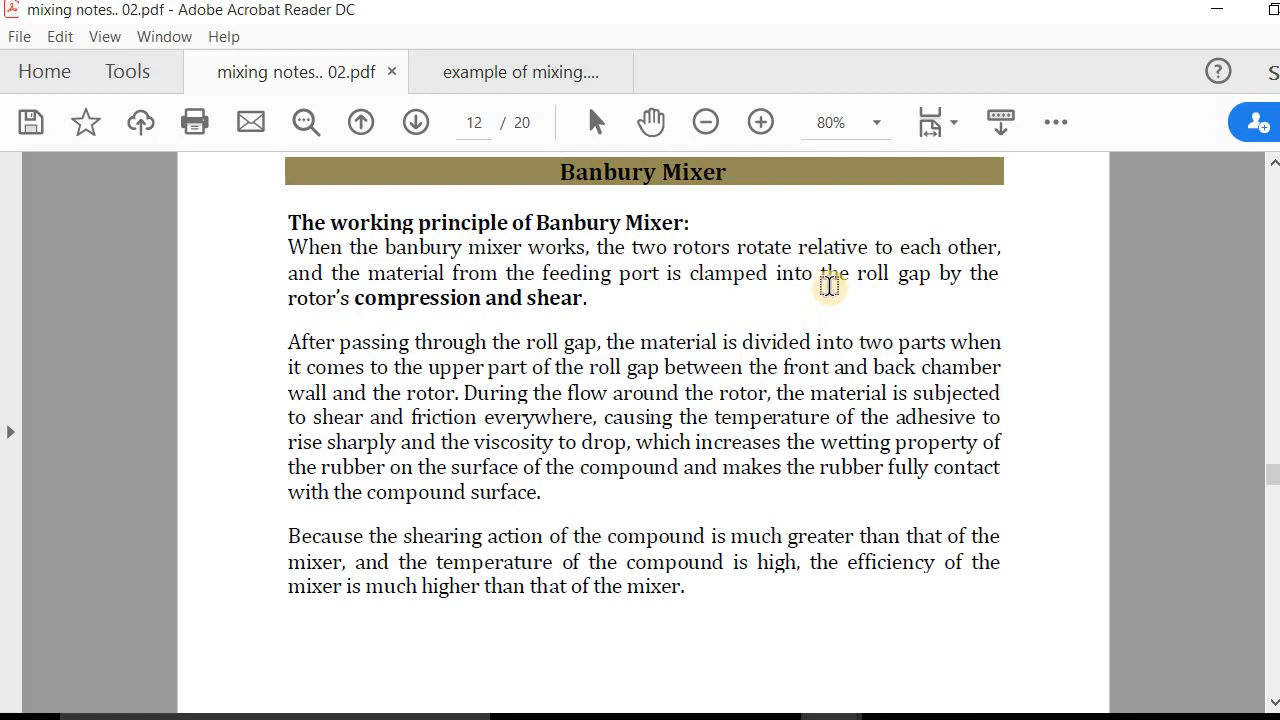 mixing notes.. 02.pdf - Adobe Acrobat Reader DC
File Edit View Window Help
Home Tools mixing notes.. 02.pdf × example of mixing.... ? S
12 / 20 80%
Banbury Mixer
The working principle of Banbury Mixer:
When the banbury mixer works, the two rotors rotate relative to each other,
and the material from the feeding port is clamped into the roll gap by the
rotor’s compression and shear.
After passing through the roll gap, the material is divided into two parts when
it comes to the upper part of the roll gap between the front and back chamber
wall and the rotor. During the flow around the rotor, the material is subjected
to shear and friction everywhere, causing the temperature of the adhesive to
rise sharply and the viscosity to drop, which increases the wetting property of
the rubber on the surface of the compound and makes the rubber fully contact
with the compound surface.
Because the shearing action of the compound is much greater than that of the
mixer, and the temperature of the compound is high, the efficiency of the
mixer is much higher than that of the mixer.